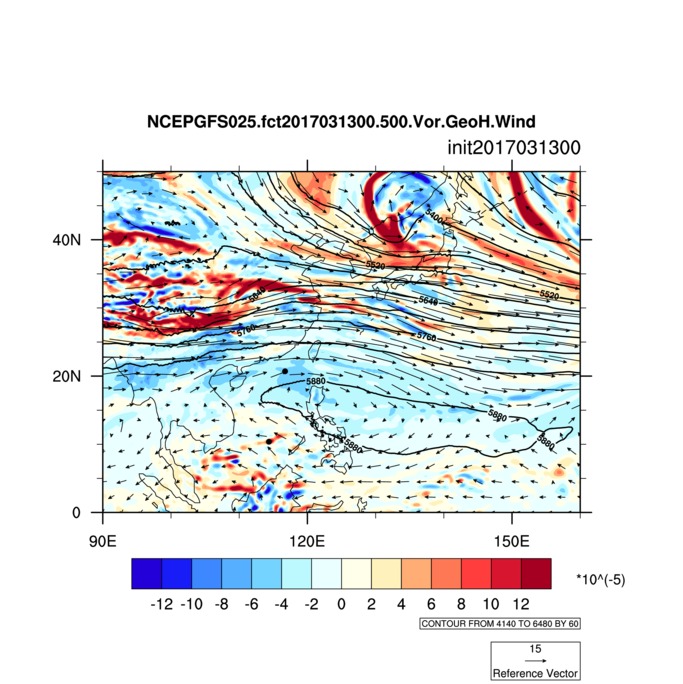 NCEPGFS025.fct2017031300.500.Vor.GeoH.Wind
init2017031300
40N
20N
0
5400
5520
5520
5640
5640
5760
5760
5880
5880
5880
5880
90E 120E 150E
-12 -10 -8 -6 -4 -2 0 2 4 6 8 10 12
*10^(-5)
CONTOUR FROM 4140 TO 6480 BY 60
15
Reference Vector